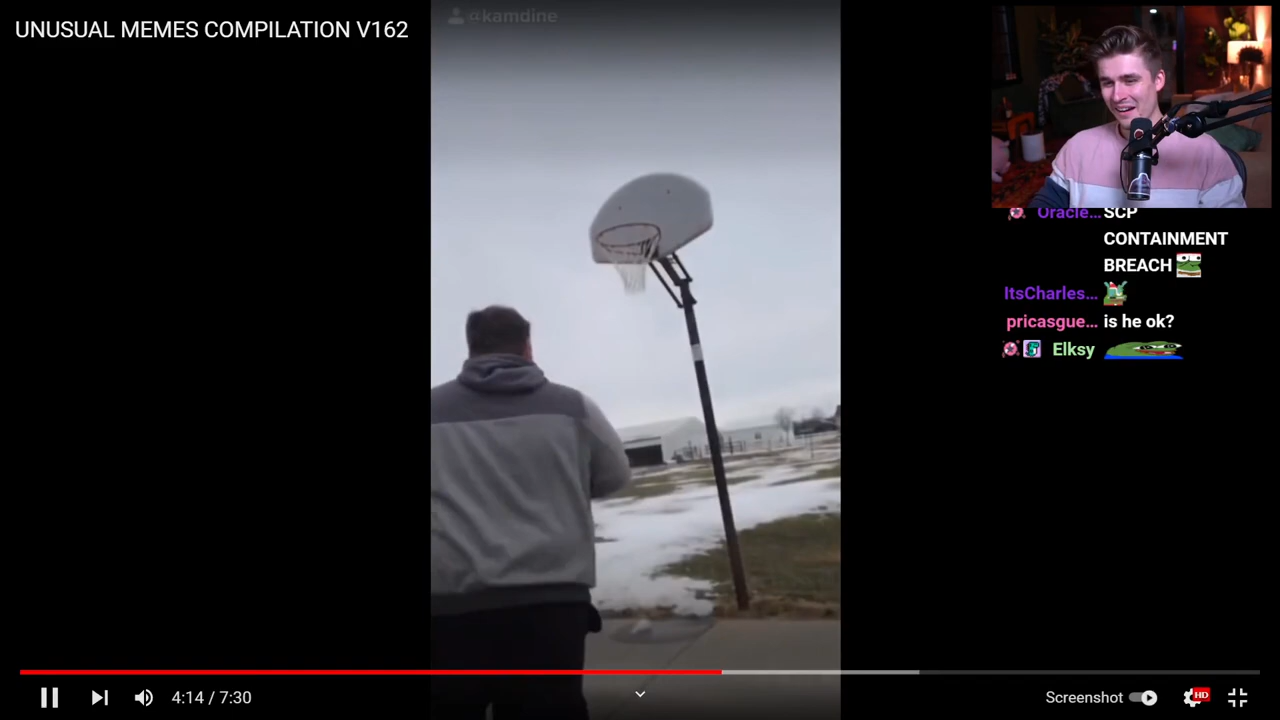 UNUSUAL MEMES COMPILATION V162
@kamdine
Oracle... SCP
CONTAINMENT
BREACH
ItsCharles...
pricasgue... is he ok?
Elksy
4:14 / 7:30
Screenshot
HD